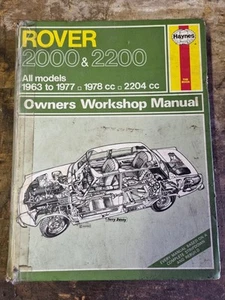 ROVER
2000 & 2200
Haynes
All models
1963 to 1977 □ 1978 cc □ 2204 cc
Owners Workshop Manual